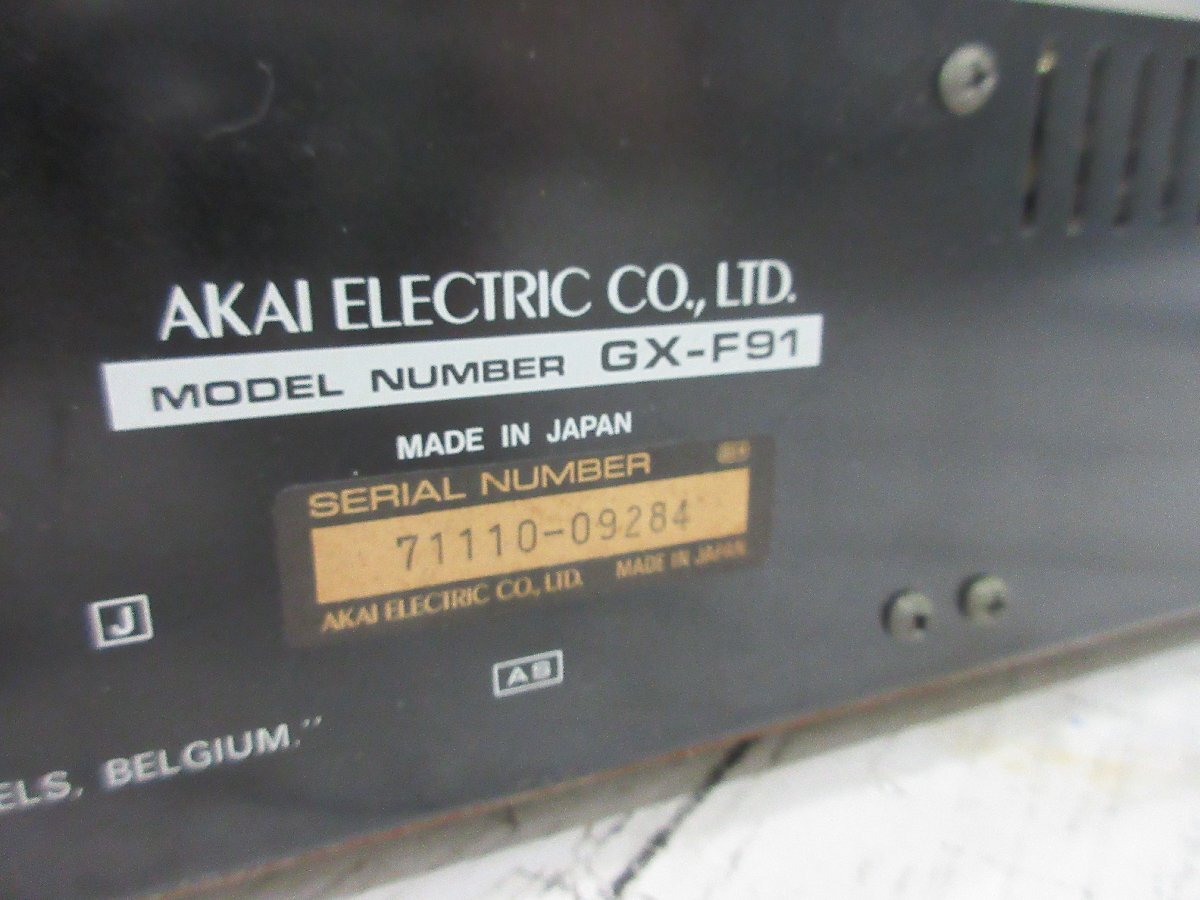 AKAI ELECTRIC CO., LTD.
MODEL NUMBER GX-F91
MADE IN JAPAN
SERIAL NUMBER
71110-09284
AKAI ELECTRIC CO., LTD. MADE IN JAPAN
J
AS
ELS, BELGIUM."